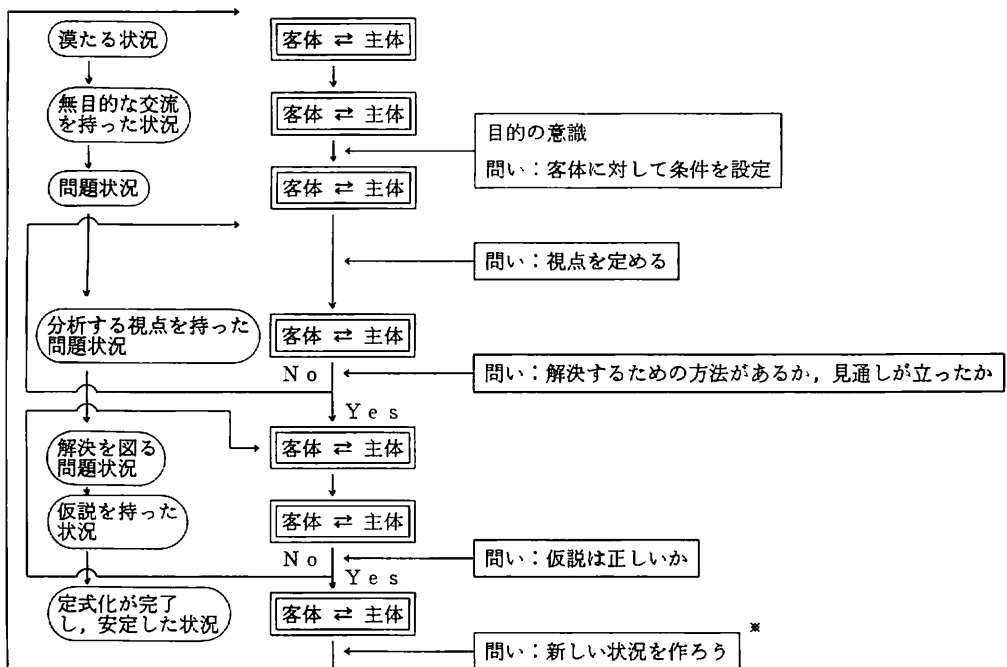 漠たる状況
客体 ⇄ 主体
無目的な交流
を持った状況
客体 ⇄ 主体
目的の意識
問い：客体に対して条件を設定
問題状況
客体 ⇄ 主体
問い：視点を定める
分析する視点を持った
問題状況
客体 ⇄ 主体
No
問い：解決するための方法があるか，見通しが立ったか
Yes
解決を図る
問題状況
客体 ⇄ 主体
仮説を持った
状況
客体 ⇄ 主体
No
問い：仮説は正しいか
Yes
定式化が完了
し，安定した状況
客体 ⇄ 主体
※
問い：新しい状況を作ろう